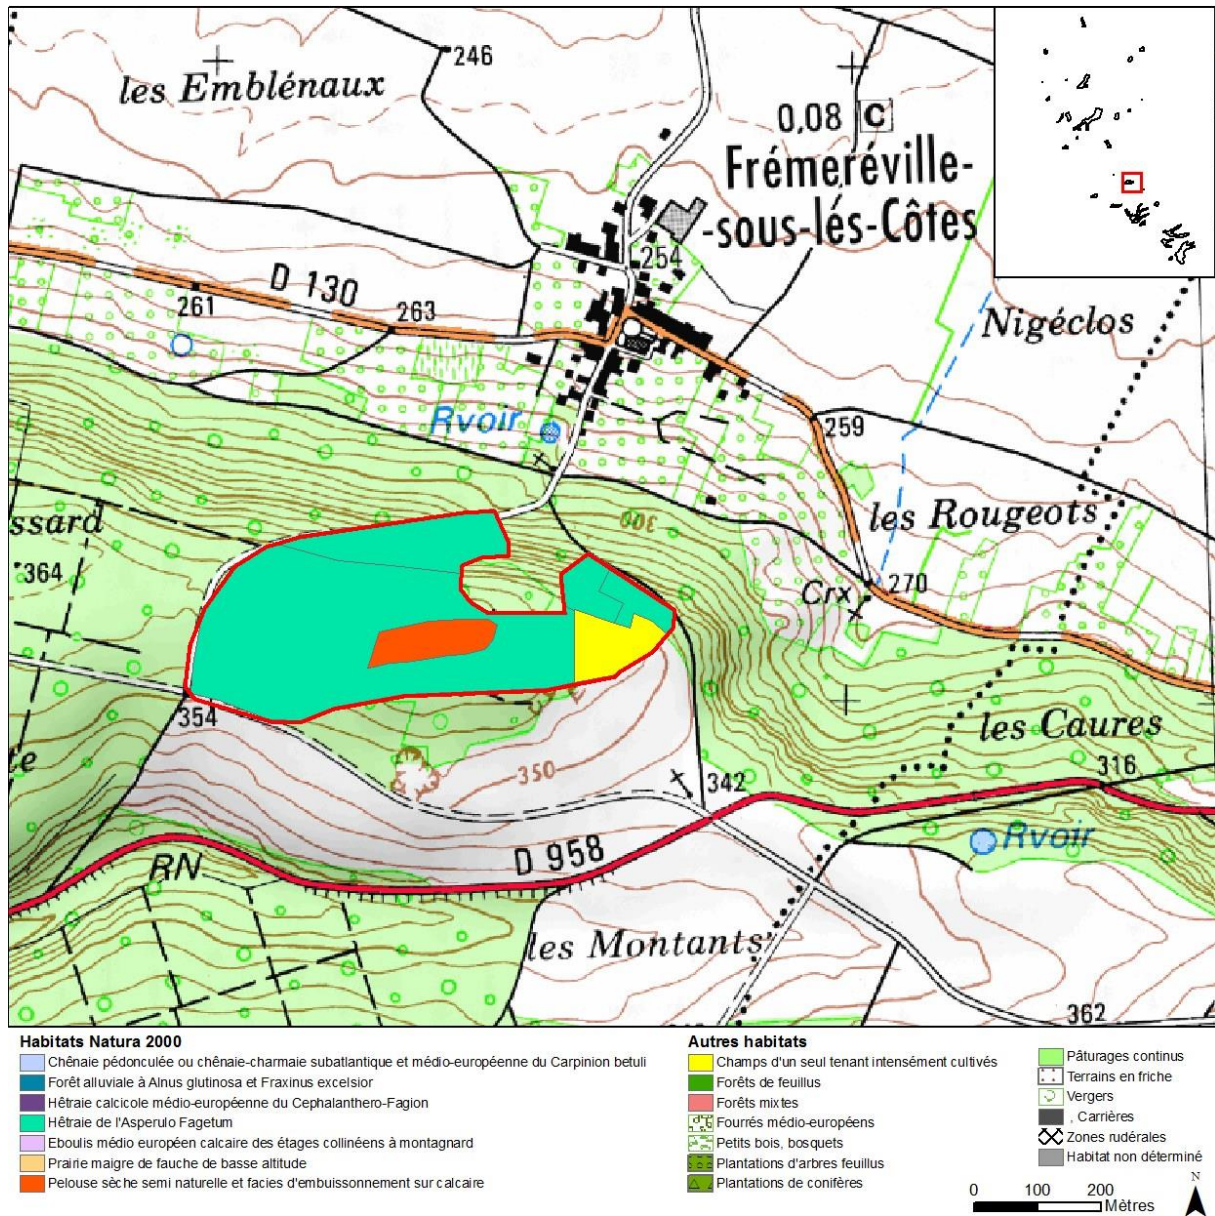 246
les Emblénaux
0,08 C
Frémeréville-
-sous-lés-Côtes
254
D 130
261
263
Nigéclos
Rvoir
259
300
les Rougeots
ssard
364
Crx
270
354
te
350
342
les Caures
316
RN
D 958
Rvoir
les Montants
362
Habitats Natura 2000
Chênaie pédonculée ou chênaie-charmaie subatlantique et médio-européenne du Carpinion betuli
Forêt alluviale à Alnus glutinosa et Fraxinus excelsior
Hêtraie calcicole médio-européenne du Cephalanthero-Fagion
Hêtraie de l'Asperulo Fagetum
Eboulis médio européen calcaire des étages collinéens à montagnard
Prairie maigre de fauche de basse altitude
Pelouse sèche semi naturelle et facies d'embuissonnement sur calcaire
Autres habitats
Champs d'un seul tenant intensément cultivés
Forêts de feuillus
Forêts mixtes
Fourrés médio-européens
Petits bois, bosquets
Plantations d'arbres feuillus
Plantations de conifères
Pâturages continus
Terrains en friche
Vergers
, Carrières
Zones rudérales
Habitat non déterminé
N
0 100 200
Mètres